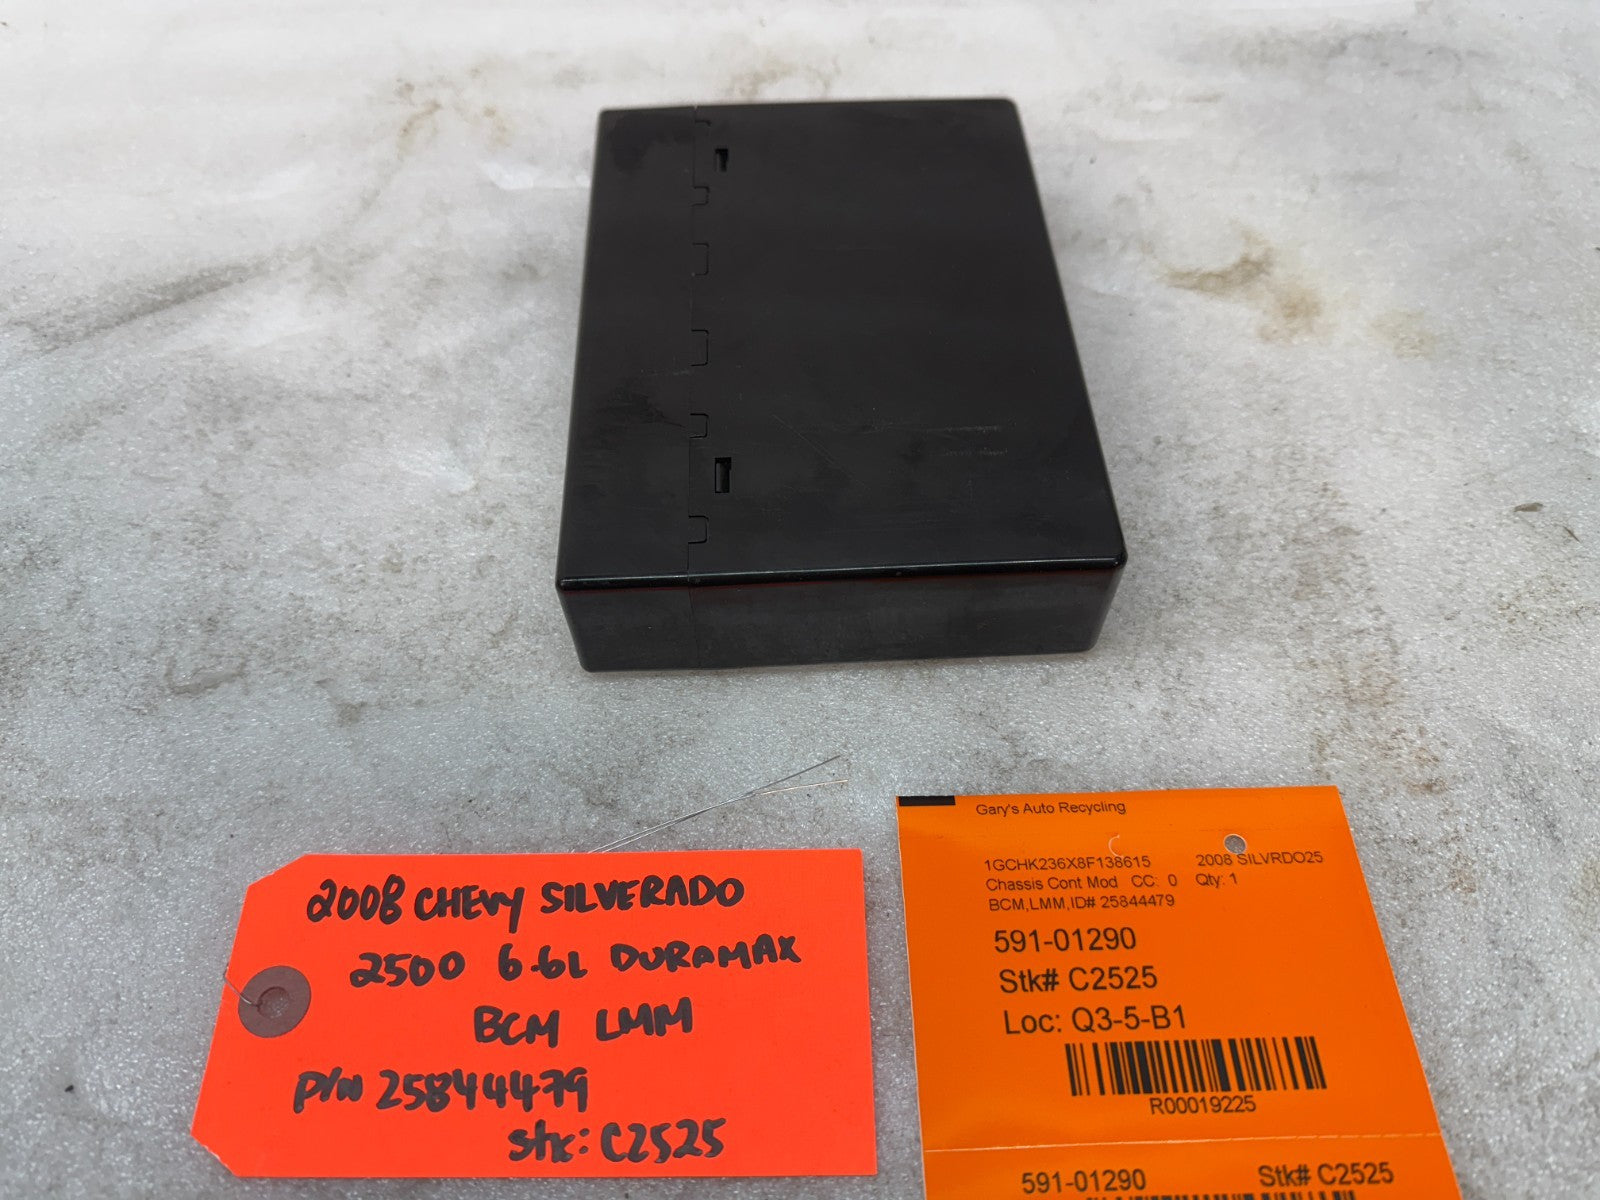 2008 CHEVY SILVERADO
2500 6.6L DURAMAX
BCM LMM
P/N 25844479
Stk: C2525
Gary's Auto Recycling
1GCHK236X8F138615 2008 SILVRDO25
Chassis Cont Mod CC: 0 Qty: 1
BCM,LMM,ID# 25844479
591-01290
Stk# C2525
Loc: Q3-5-B1
R00019225
591-01290 Stk# C2525